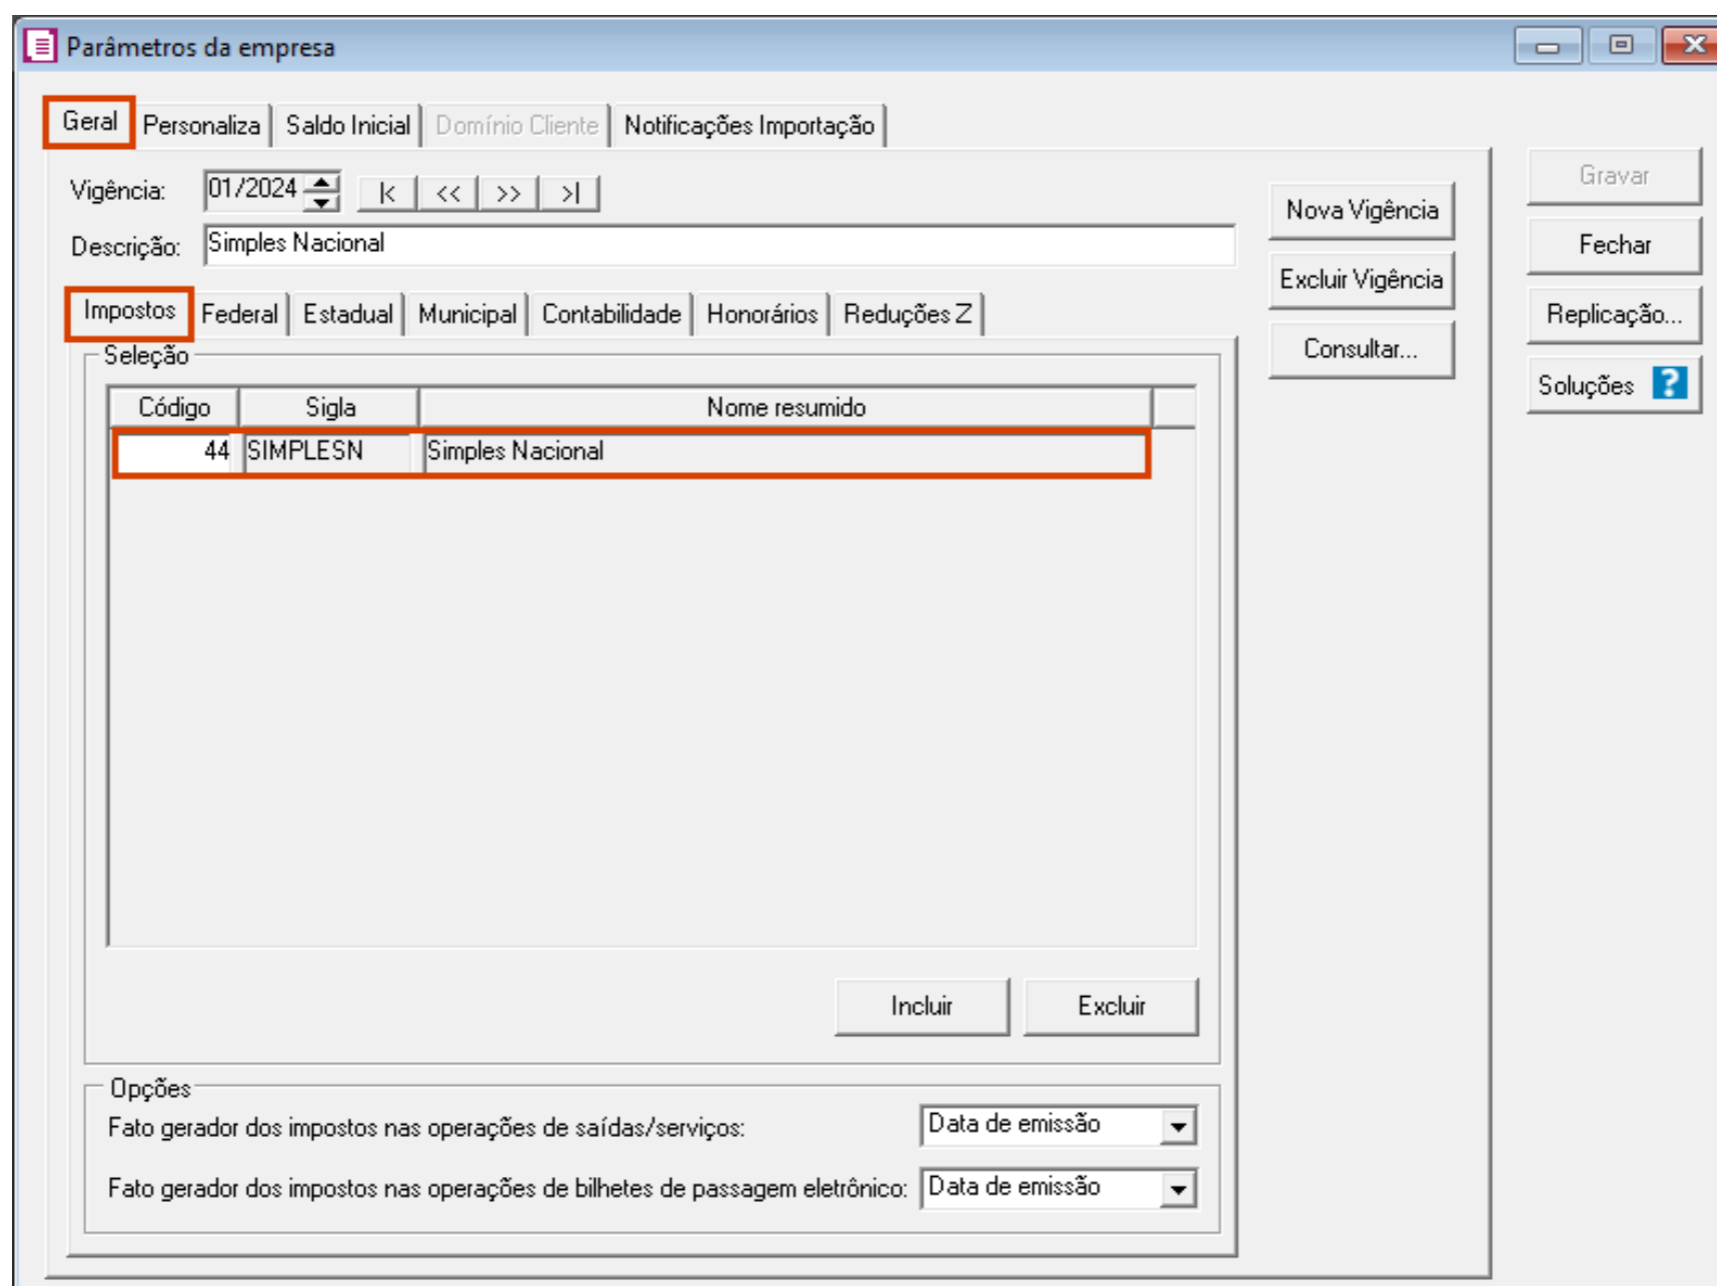 Parâmetros da empresa
Geral Personaliza Saldo Inicial Domínio Cliente Notificações Importação
Vigência: 01/2024 |< << >> >|
Descrição: Simples Nacional
Nova Vigência
Excluir Vigência
Consultar...
Gravar
Fechar
Replicação...
Soluções ?
Impostos Federal Estadual Municipal Contabilidade Honorários Reduções Z
Seleção
Código Sigla Nome resumido
44 SIMPLESN Simples Nacional
Incluir Excluir
Opções
Fato gerador dos impostos nas operações de saídas/serviços: Data de emissão
Fato gerador dos impostos nas operações de bilhetes de passagem eletrônico: Data de emissão